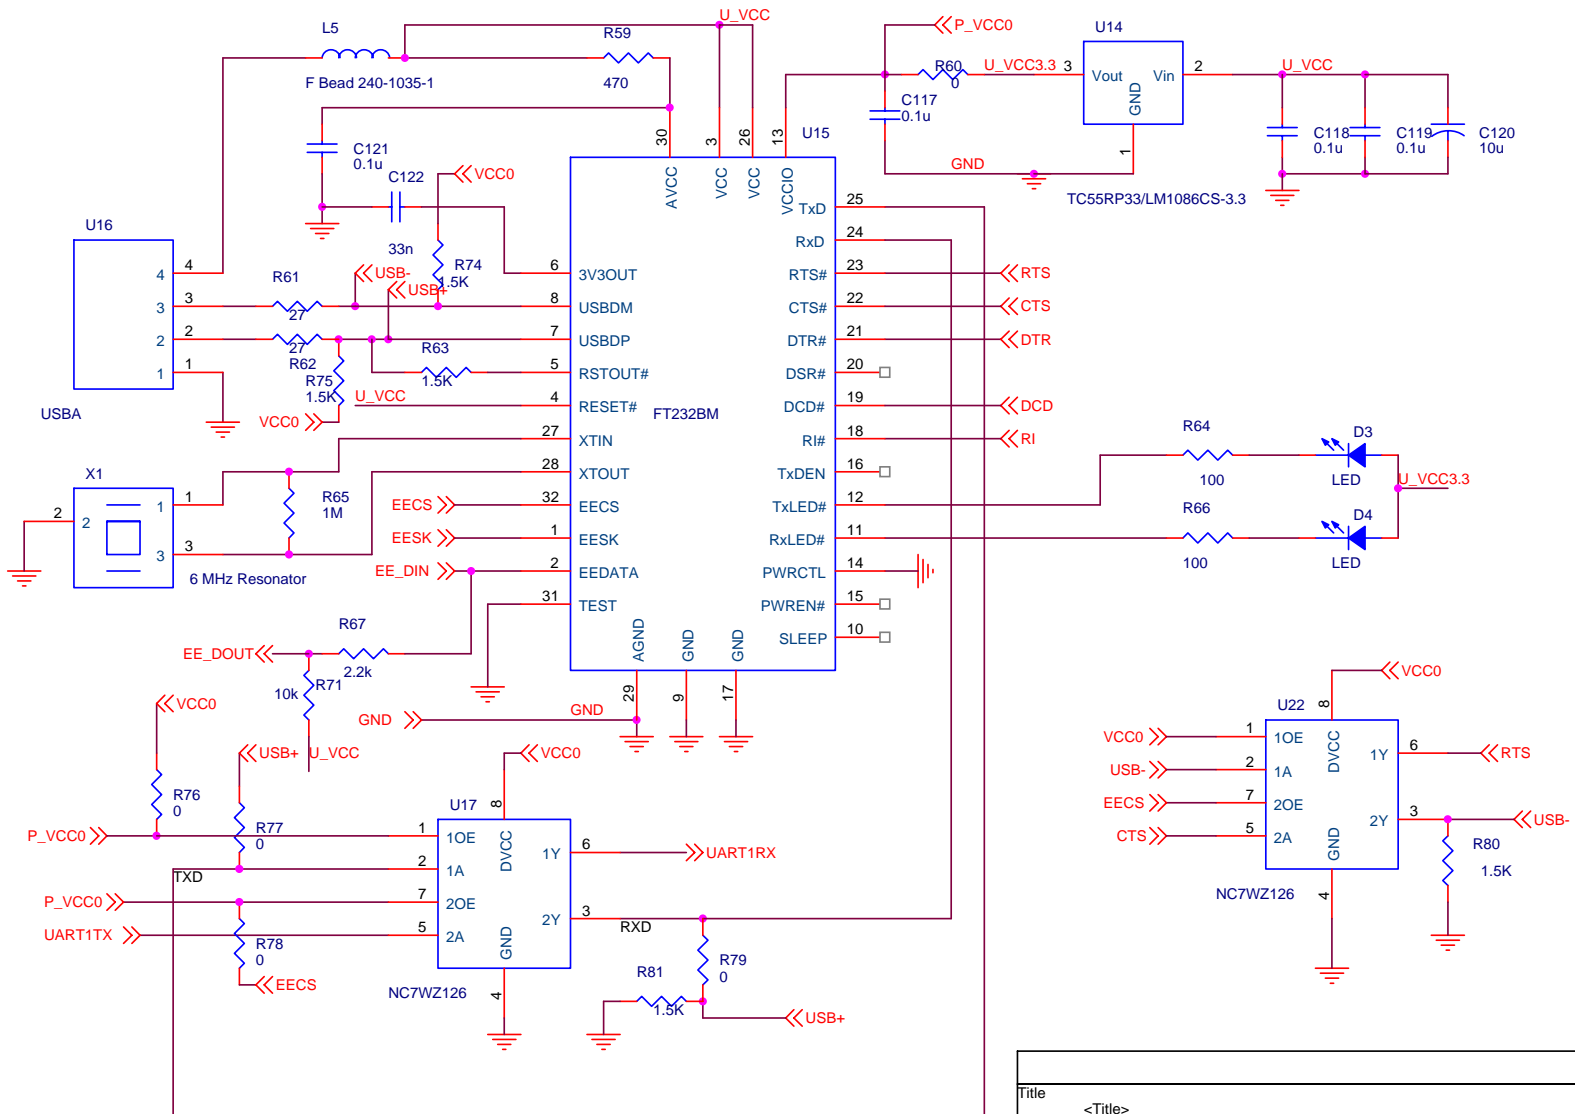 U_VCC
L5
R59
P_VCC0
U14
F Bead 240-1035-1
470
R60
0
U_VCC3.3
3
Vout
Vin
2
U_VCC
GND
1
C117
0.1u
GND
TC55RP33/LM1086CS-3.3
C118
0.1u
C119
0.1u
C120
10u
C121
0.1u
C122
33n
VCC0
30
3
26
13
U15
AVCC
VCC
VCC
VCCIO
U16
4
4
3
3
2
2
1
1
USBA
R61
27
27
R62
USB-
USB+
R74
1.5K
R75
1.5K
R63
1.5K
VCC0
U_VCC
6
3V3OUT
8
USBDM
7
USBDP
5
RSTOUT#
4
RESET#
27
XTIN
28
XTOUT
32
EECS
1
EESK
2
EEDATA
31
TEST
FT232BM
TxD
25
RxD
24
RTS#
23
RTS
CTS#
22
CTS
DTR#
21
DTR
DSR#
20
DCD#
19
DCD
RI#
18
RI
TxDEN
16
TxLED#
12
RxLED#
11
PWRCTL
14
PWREN#
15
SLEEP
10
R64
100
D3
LED
U_VCC3.3
R66
100
D4
LED
X1
2
2
1
1
3
3
R65
1M
6 MHz Resonator
EECS
EESK
EE_DIN
EE_DOUT
R67
2.2k
R71
10k
U_VCC
AGND
GND
GND
29
9
17
GND
GND
VCC0
R76
0
USB+
R77
0
P_VCC0
TXD
P_VCC0
UART1TX
R78
0
EECS
VCC0
8
U17
1
1OE
2
1A
7
2OE
5
2A
DVCC
GND
1Y
6
UART1RX
2Y
3
RXD
4
NC7WZ126
R79
0
R81
1.5K
USB+
VCC0
8
U22
VCC0
1
1OE
USB-
2
1A
EECS
7
2OE
CTS
5
2A
DVCC
GND
1Y
6
RTS
2Y
3
USB-
4
NC7WZ126
R80
1.5K
Title
<Title>